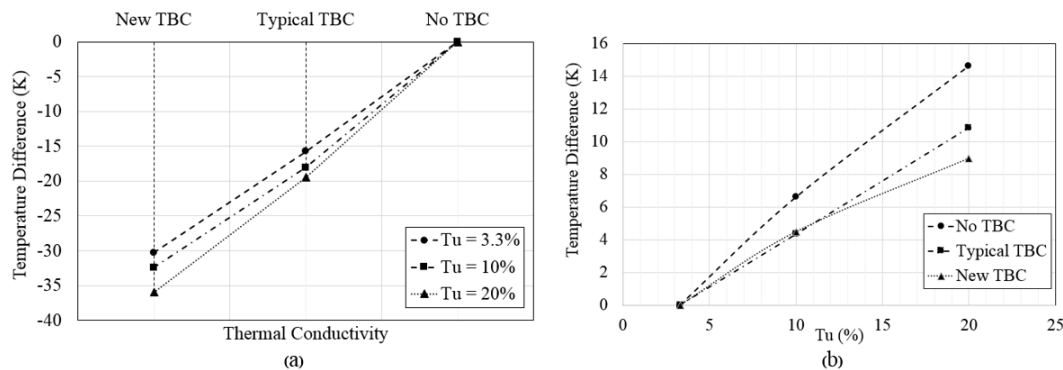 New TBC Typical TBC No TBC
0
-5
-10
-15
-20
-25
-30
-35
-40
Temperature Difference (K)
Tu = 3.3%
Tu = 10%
Tu = 20%
Thermal Conductivity
(a)
16
14
12
10
8
6
4
2
0
Temperature Difference (K)
No TBC
Typical TBC
New TBC
0 5 10 15 20 25
Tu (%)
(b)